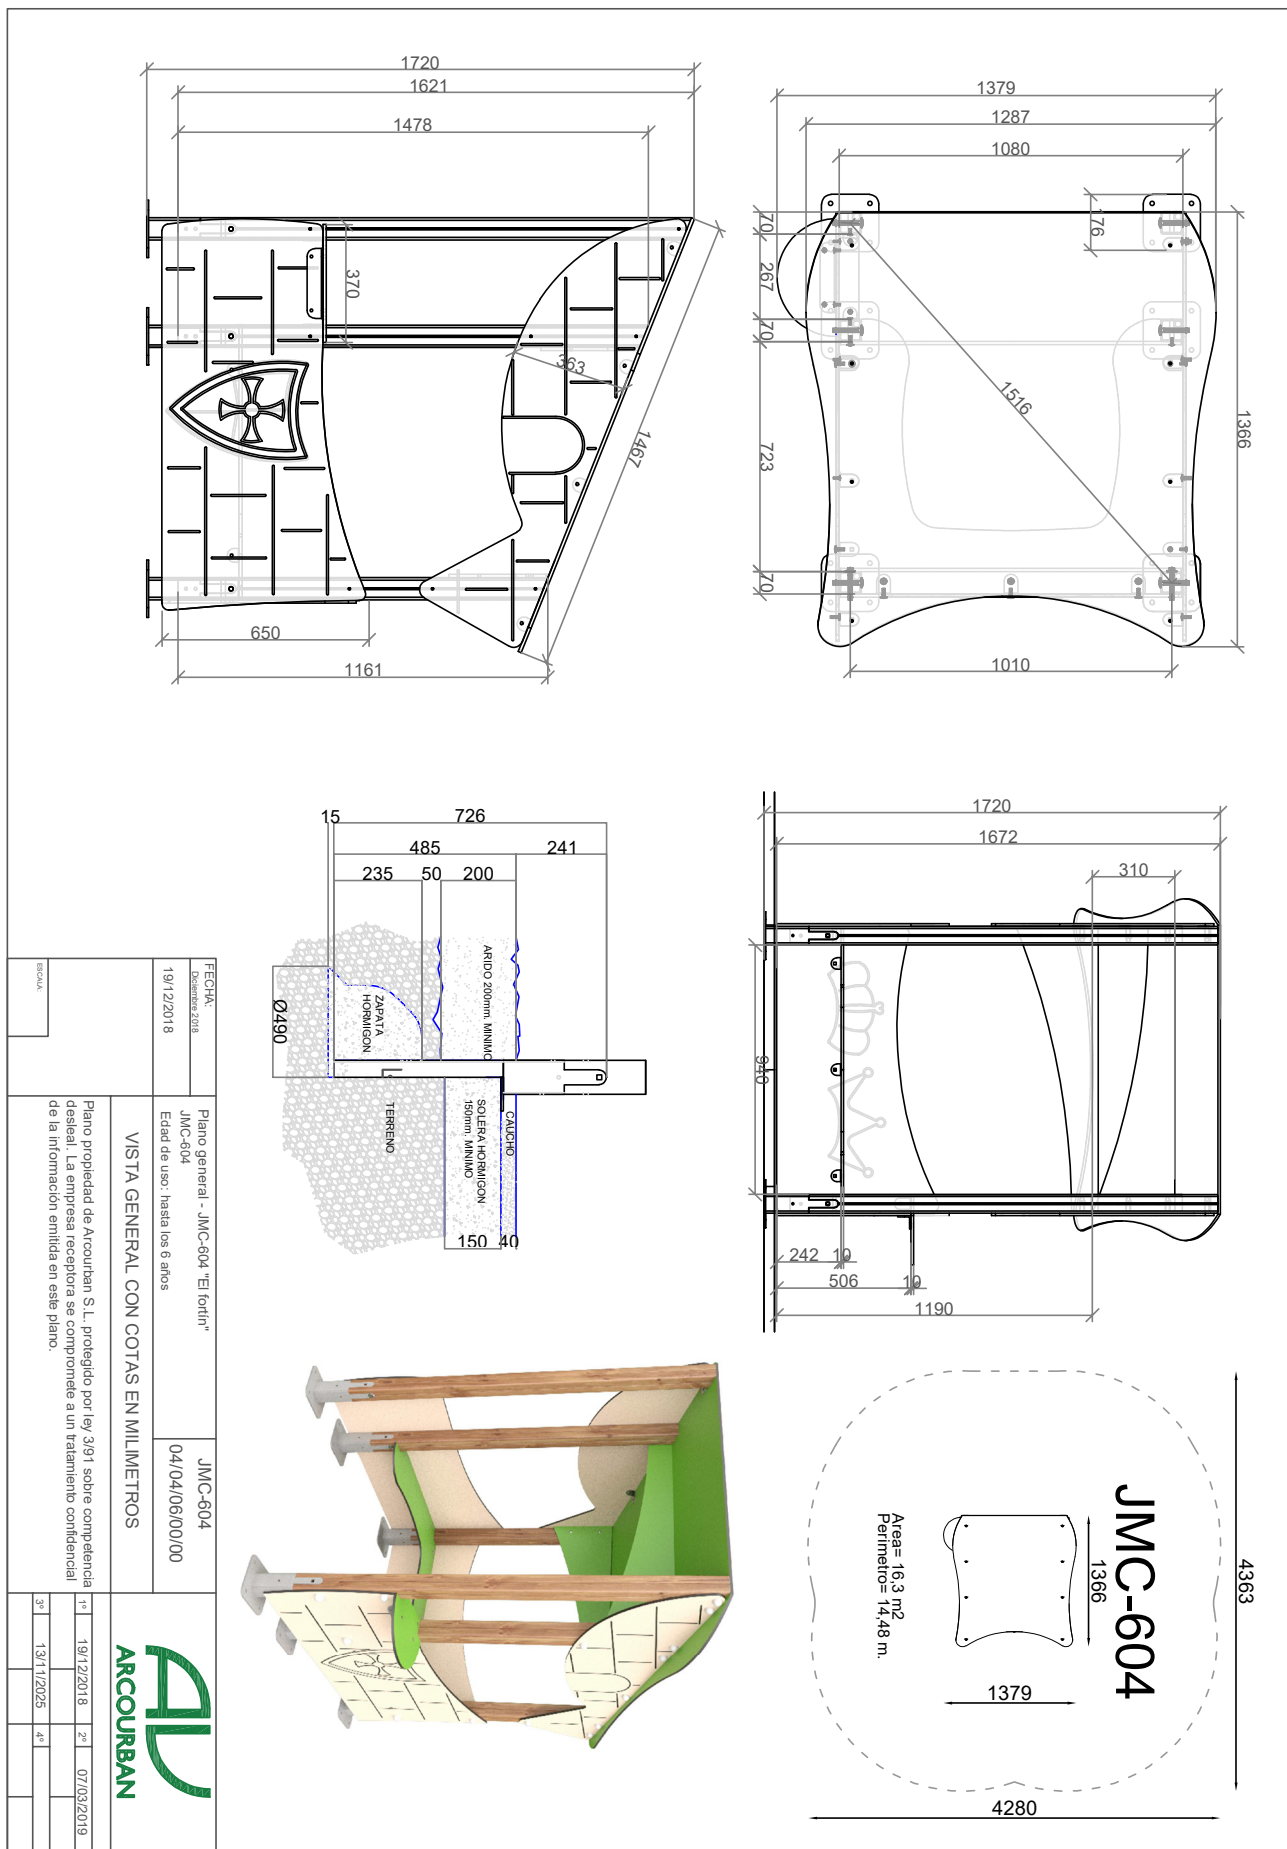 1720
1621
1478
370
363
1467
650
1161
1379
1287
1080
176
70
267
70
723
70
1516
1366
1010
15
726
485
241
235
50
200
ARIDO 200mm. MINIMO
ZAPATA
HORMIGON
Ø490
TERRENO
SOLERA HORMIGON
150mm. MINIMO
CAUCHO
150
40
1720
1672
310
940
242
10
506
10
1190
JMC-604
4363
1366
1379
4280
Area= 16,3 m2
Perimetro= 14,48 m.
FECHA:
Diciembre 2018
19/12/2018
ESCALA:
Plano general - JMC-604 "El fortín"
JMC-604
Edad de uso: hasta los 6 años
JMC-604
04/04/06/00/00
VISTA GENERAL CON COTAS EN MILIMETROS
Plano propiedad de Arcourban S.L. protegido por ley 3/91 sobre competencia
desleal. La empresa receptora se compromete a un tratamiento confidencial
de la información emitida en este plano.
ARCOURBAN
1º
19/12/2018
2º
07/03/2019
3º
13/11/2025
4º